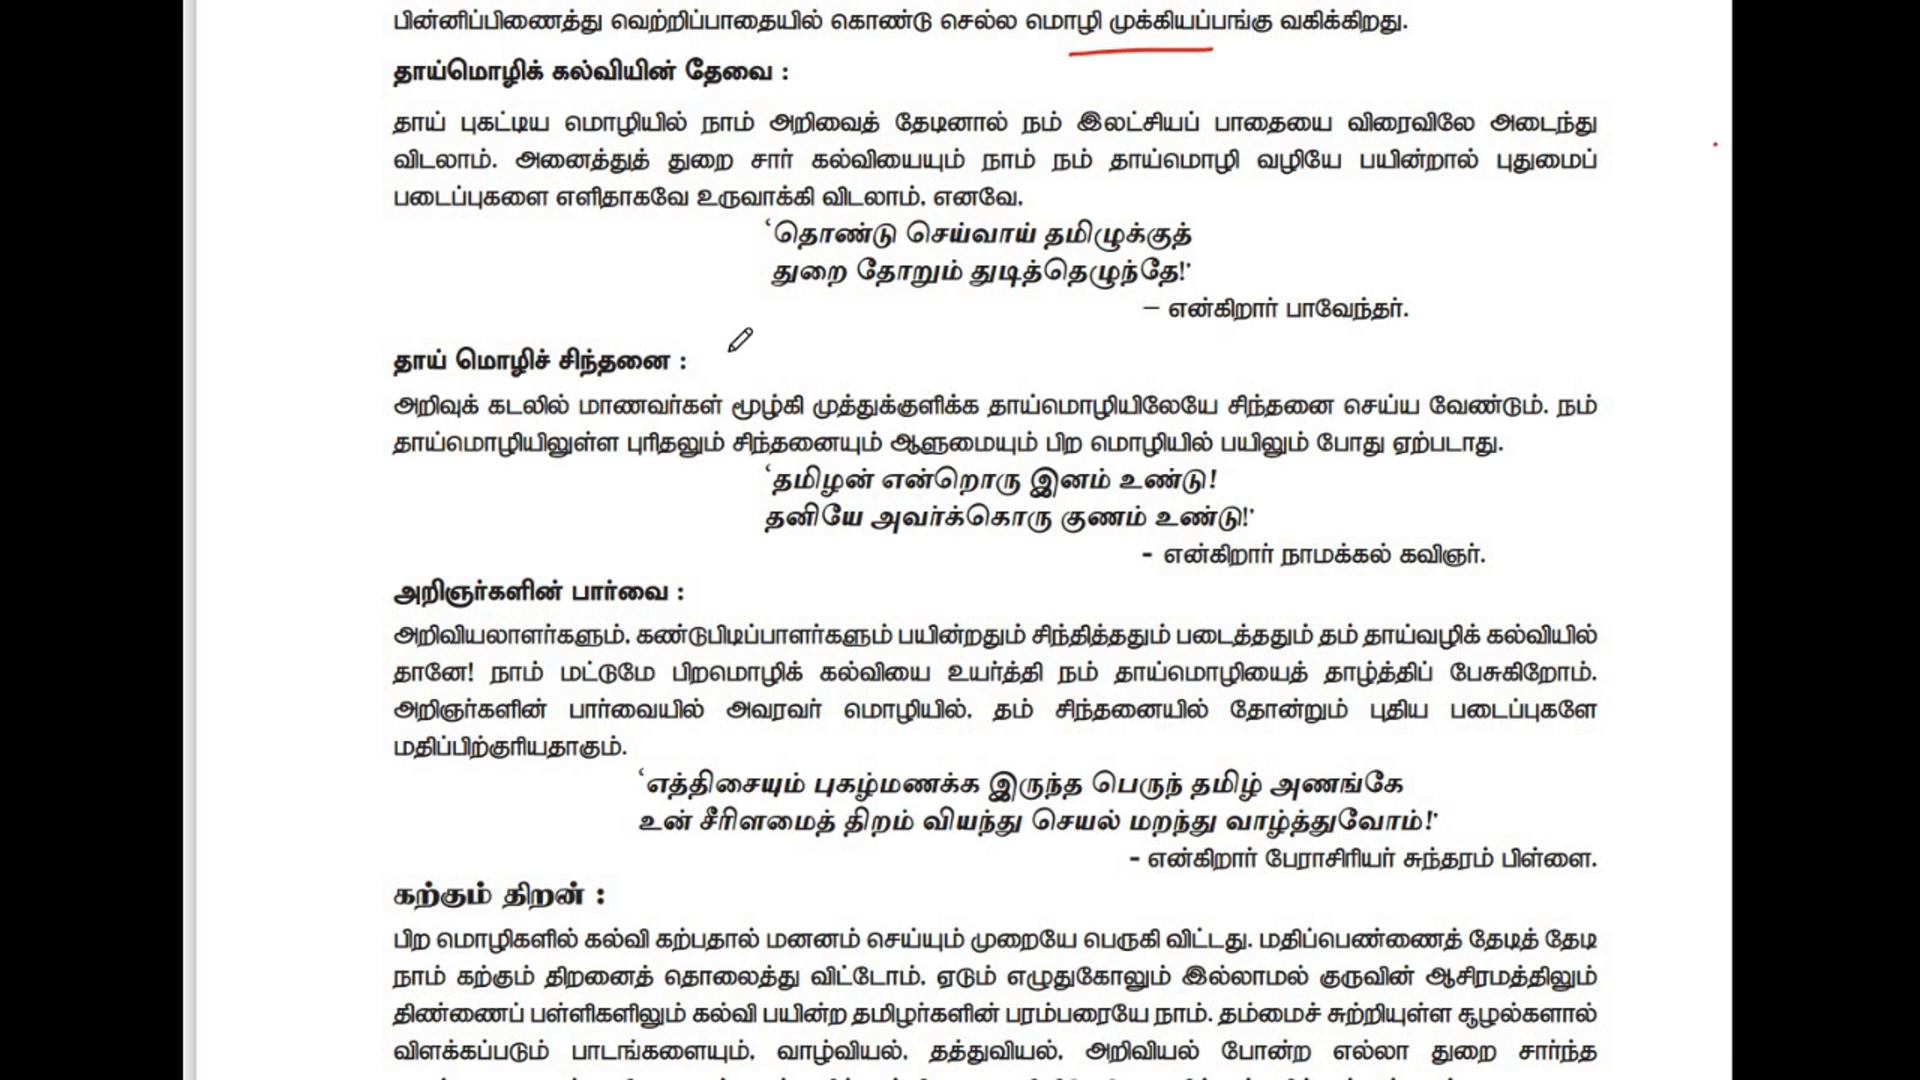 பின்னிப்பிணைத்து வெற்றிப்பாதையில் கொண்டு செல்ல மொழி முக்கியப்பங்கு வகிக்கிறது.
தாய்மொழிக் கல்வியின் தேவை :
தாய் புகட்டிய மொழியில் நாம் அறிவைத் தேடினால் நம் இலட்சியப் பாதையை விரைவிலே அடைந்து
விடலாம். அனைத்துத் துறை சார் கல்வியையும் நாம் நம் தாய்மொழி வழியே பயின்றால் புதுமைப்
படைப்புகளை எளிதாகவே உருவாக்கி விடலாம். எனவே,
‘தொண்டு செய்வாய் தமிழுக்குத்
துறை தோறும் துடித்தெழுந்தே!’
– என்கிறார் பாவேந்தர்.
தாய் மொழிச் சிந்தனை :
அறிவுக் கடலில் மாணவர்கள் மூழ்கி முத்துக்குளிக்க தாய்மொழியிலேயே சிந்தனை செய்ய வேண்டும். நம்
தாய்மொழியிலுள்ள புரிதலும் சிந்தனையும் ஆளுமையும் பிற மொழியில் பயிலும் போது ஏற்படாது.
‘தமிழன் என்றொரு இனம் உண்டு!
தனியே அவர்க்கொரு குணம் உண்டு!’
- என்கிறார் நாமக்கல் கவிஞர்.
அறிஞர்களின் பார்வை :
அறிவியலாளர்களும், கண்டுபிடிப்பாளர்களும் பயின்றதும் சிந்தித்ததும் படைத்ததும் தம் தாய்வழிக் கல்வியில்
தானே! நாம் மட்டுமே பிறமொழிக் கல்வியை உயர்த்தி நம் தாய்மொழியைத் தாழ்த்திப் பேசுகிறோம்.
அறிஞர்களின் பார்வையில் அவரவர் மொழியில், தம் சிந்தனையில் தோன்றும் புதிய படைப்புகளே
மதிப்பிற்குரியதாகும்.
‘எத்திசையும் புகழ்மணக்க இருந்த பெருந் தமிழ் அணங்கே
உன் சீரிளமைத் திறம் வியந்து செயல் மறந்து வாழ்த்துவோம்!’
- என்கிறார் பேராசிரியர் சுந்தரம் பிள்ளை.
கற்கும் திறன் :
பிற மொழிகளில் கல்வி கற்பதால் மனனம் செய்யும் முறையே பெருகி விட்டது. மதிப்பெண்ணைத் தேடித் தேடி
நாம் கற்கும் திறனைத் தொலைத்து விட்டோம். ஏடும் எழுதுகோலும் இல்லாமல் குருவின் ஆசிரமத்திலும்
திண்ணைப் பள்ளிகளிலும் கல்வி பயின்ற தமிழர்களின் பரம்பரையே நாம். தம்மைச் சுற்றியுள்ள சூழல்களால்
விளக்கப்படும் பாடங்களையும், வாழ்வியல், தத்துவியல், அறிவியல் போன்ற எல்லா துறை சார்ந்த